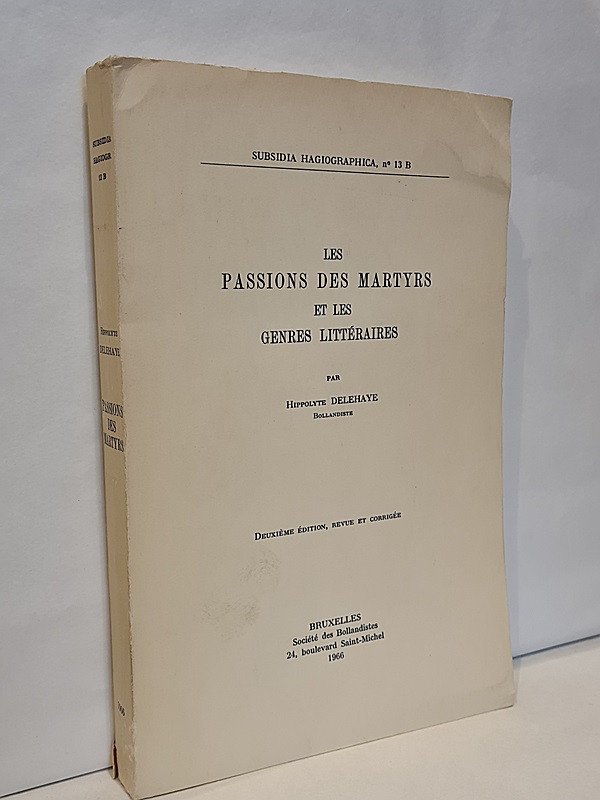 SUBSIDIA HAGIOGRAPHICA, nº 13 B
LES
PASSIONS DES MARTYRS
ET LES
GENRES LITTÉRAIRES
PAR
HIPPOLYTE DELEHAYE
BOLLANDISTE
DEUXIÈME ÉDITION, REVUE ET CORRIGÉE
BRUXELLES
Société des Bollandistes
24, boulevard Saint-Michel
1966
SUBSIDIA
HAGIOGR.
13 B
HIPPOLYTE
DELEHAYE
PASSIONS
DES
MARTYRS